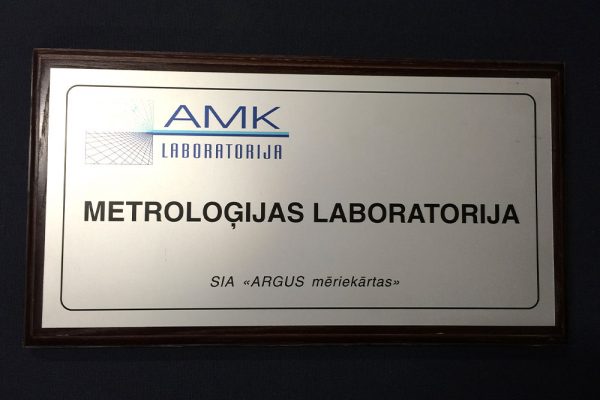 AMK
LABORATORIJA
METROLOĢIJAS LABORATORIJA
SIA «ARGUS mēriekārtas»